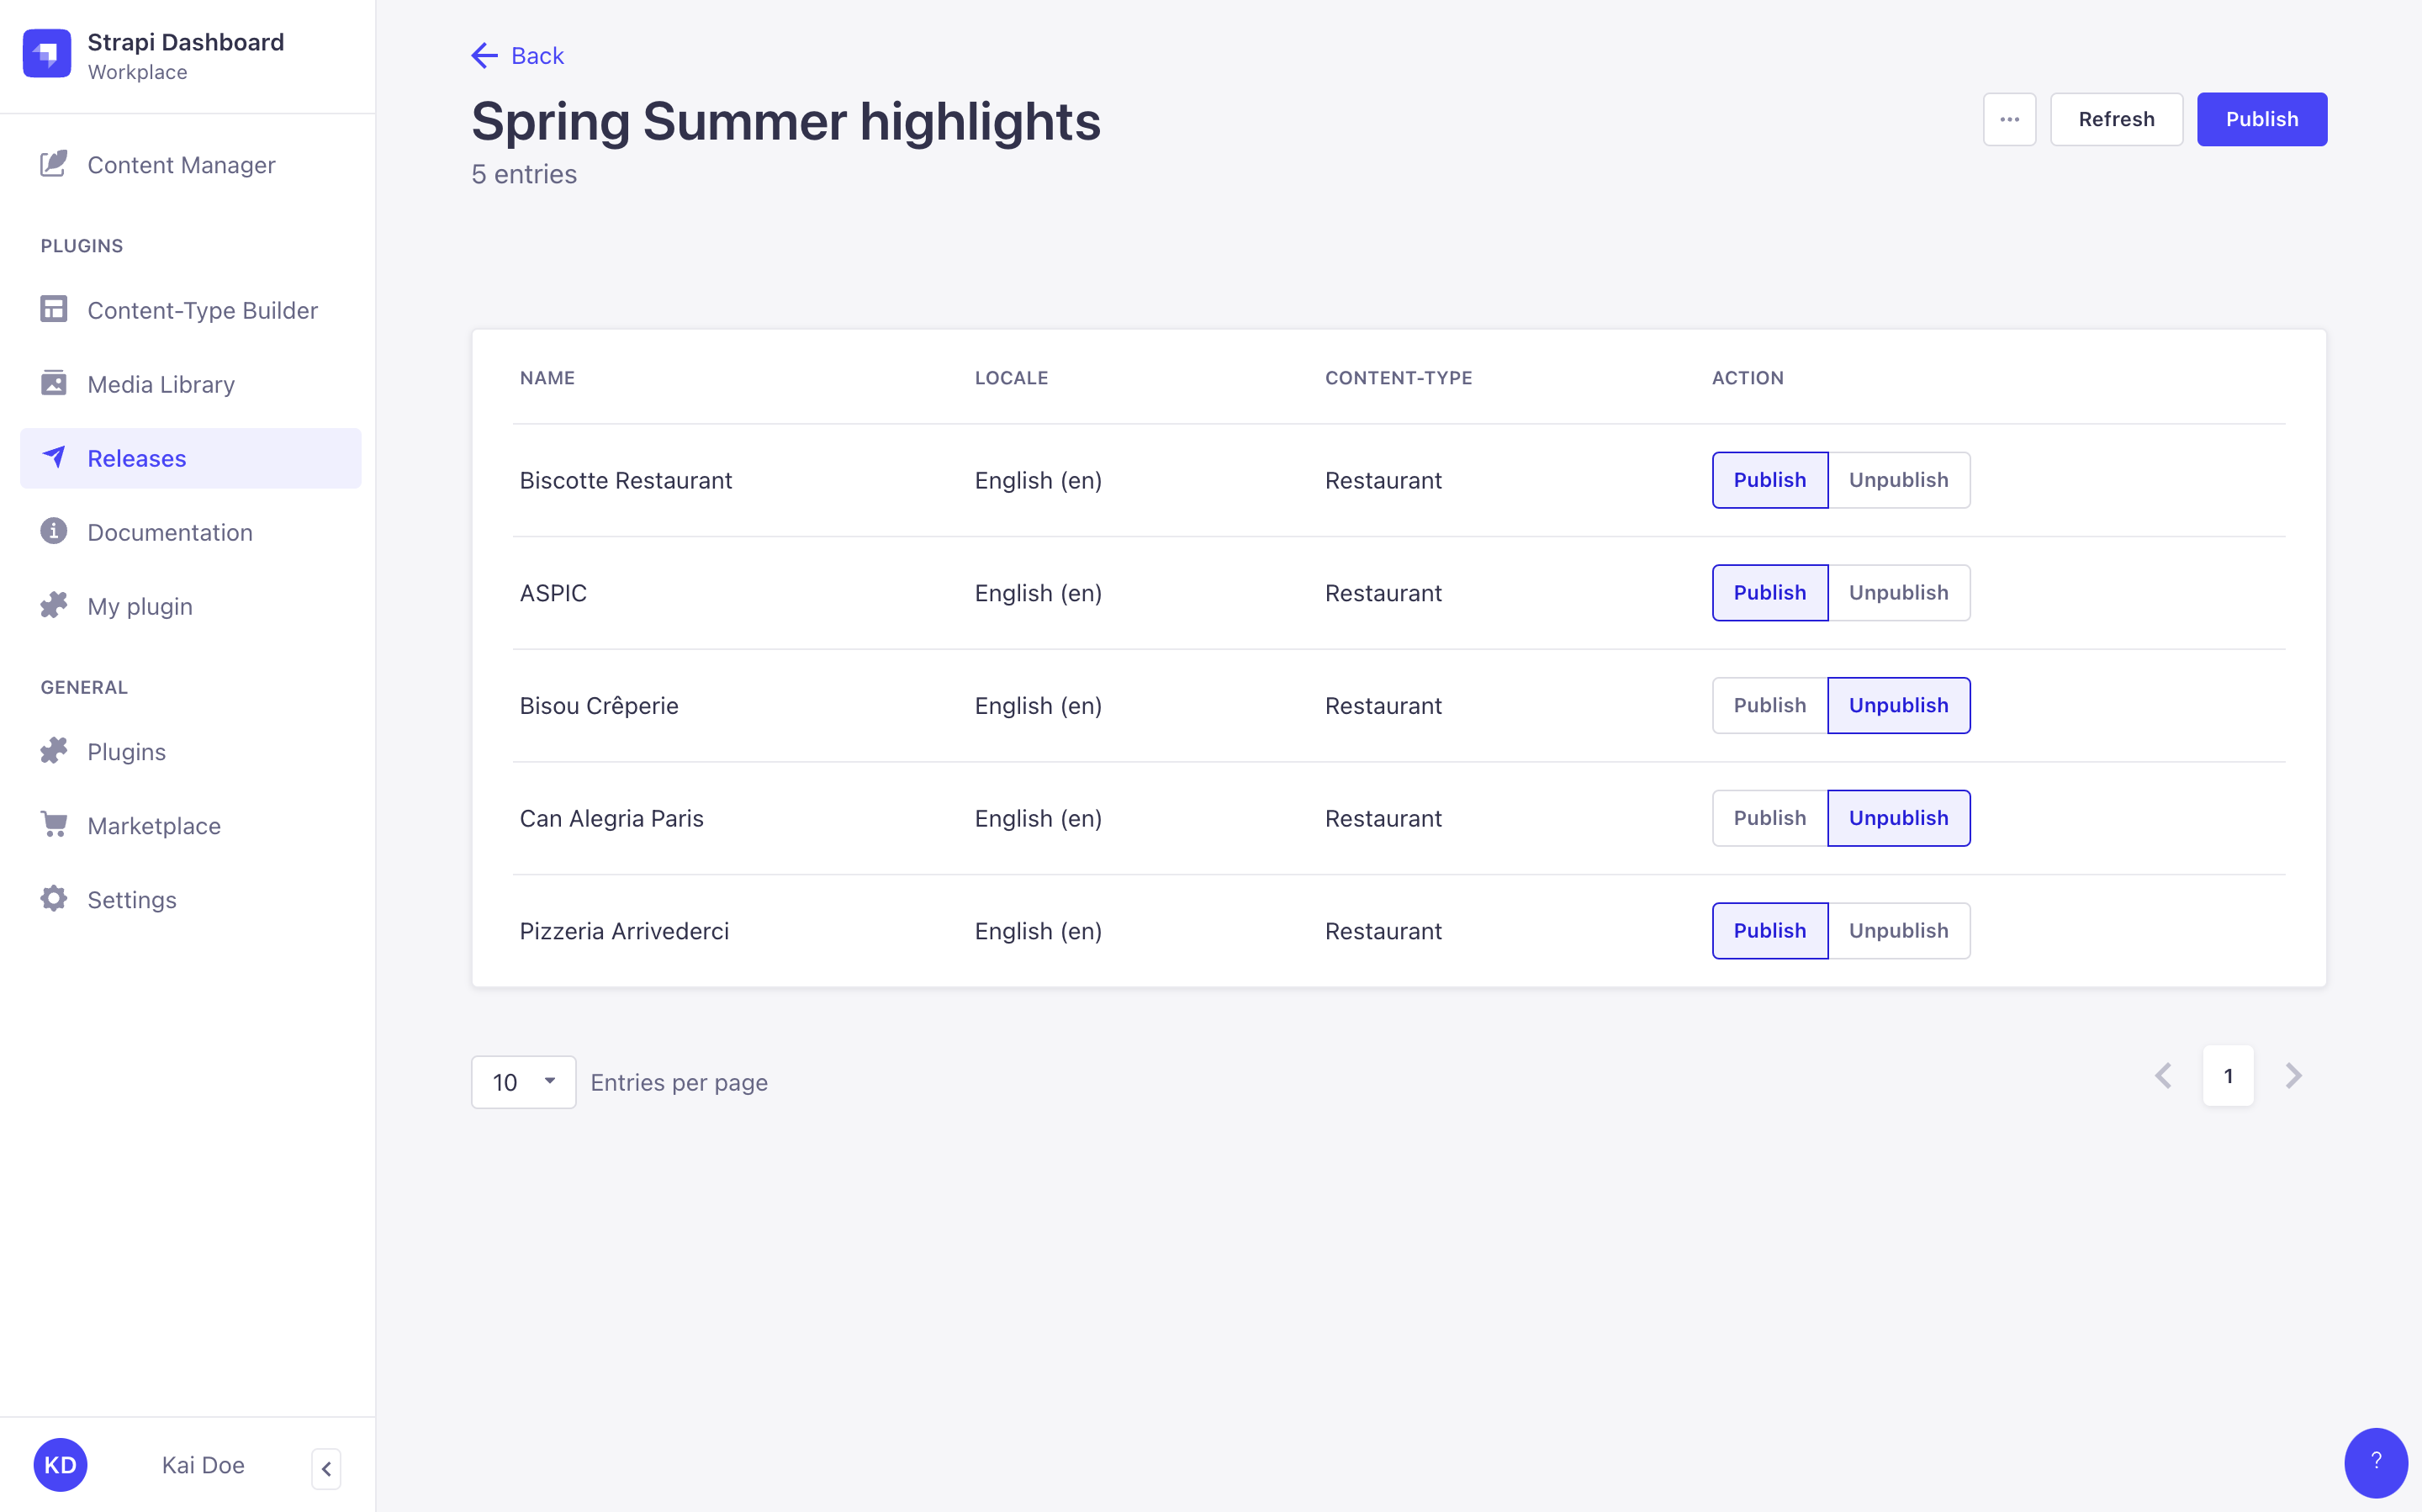 Strapi Dashboard
Workplace
Content Manager
PLUGINS
Content-Type Builder
Media Library
Releases
Documentation
My plugin
GENERAL
Plugins
Marketplace
Settings
KD Kai Doe
Back
Spring Summer highlights
5 entries
... Refresh Publish
NAME LOCALE CONTENT-TYPE ACTION
Biscotte Restaurant English (en) Restaurant Publish Unpublish
ASPIC English (en) Restaurant Publish Unpublish
Bisou Crêperie English (en) Restaurant Publish Unpublish
Can Alegria Paris English (en) Restaurant Publish Unpublish
Pizzeria Arrivederci English (en) Restaurant Publish Unpublish
10 Entries per page 1
?